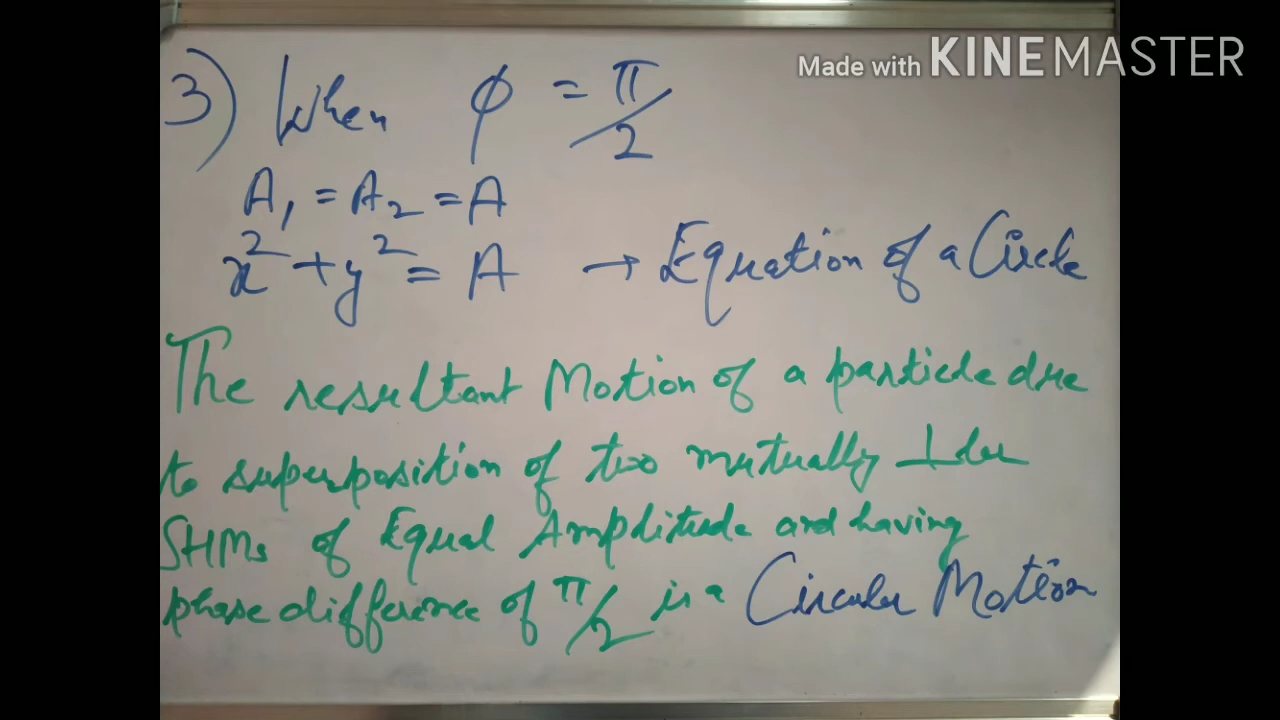 Made with KINEMASTER
3) When φ = π/2
A₁ = A₂ = A
x² + y² = A → Equation of a Circle
The resultant Motion of a particle due
to superposition of two mutually ⊥lar
SHMs of Equal Amplitude and having
phase difference of π/2 is a Circular Motion